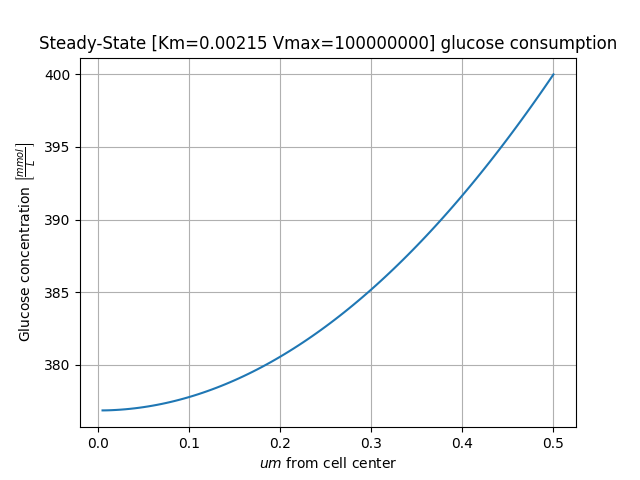 Steady-State [Km=0.00215 Vmax=100000000] glucose consumption
400
395
390
385
380
Glucose concentration [mmol/L]
0.0 0.1 0.2 0.3 0.4 0.5
um from cell center